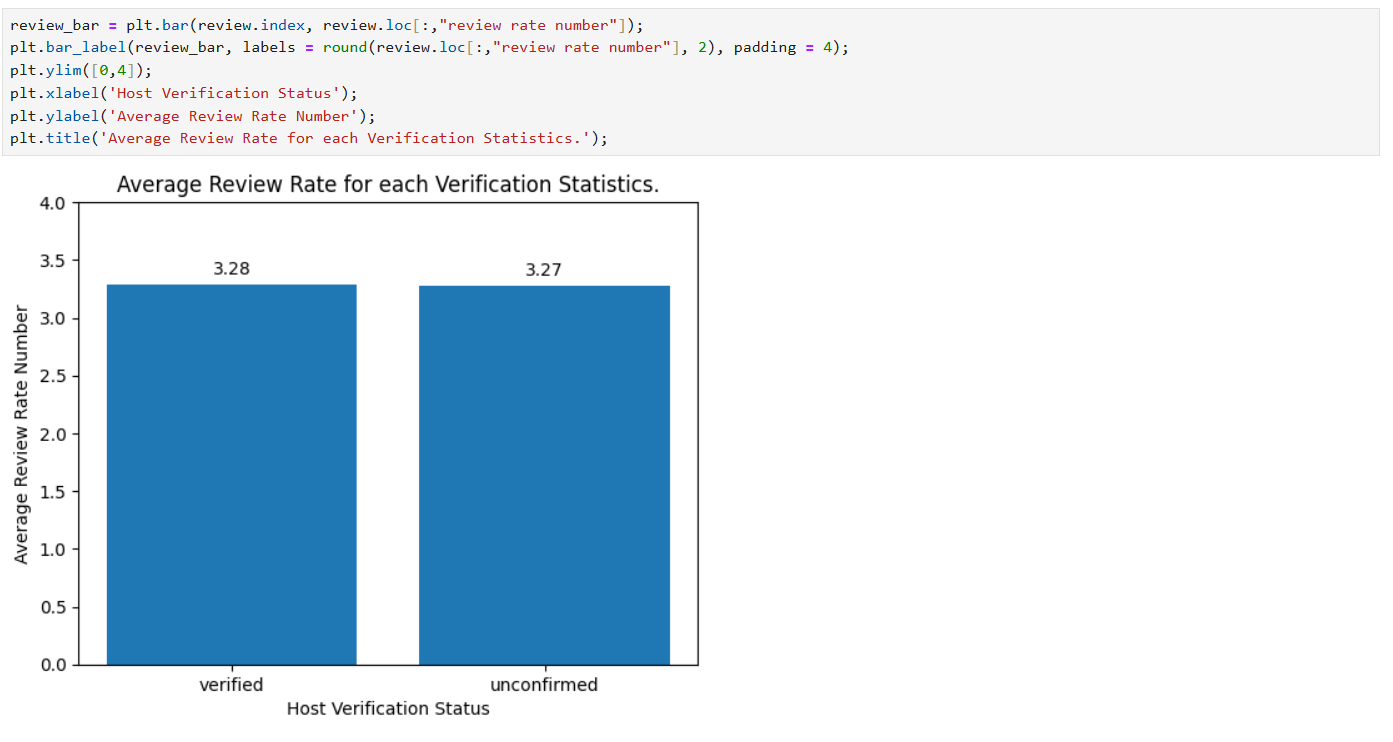 review_bar = plt.bar(review.index, review.loc[:,"review rate number"]);
plt.bar_label(review_bar, labels = round(review.loc[:,"review rate number"], 2), padding = 4);
plt.ylim([0,4]);
plt.xlabel('Host Verification Status');
plt.ylabel('Average Review Rate Number');
plt.title('Average Review Rate for each Verification Statistics.');
Average Review Rate for each Verification Statistics.
4.0
3.5
3.0
2.5
2.0
1.5
1.0
0.5
0.0
Average Review Rate Number
3.28
3.27
verified
unconfirmed
Host Verification Status